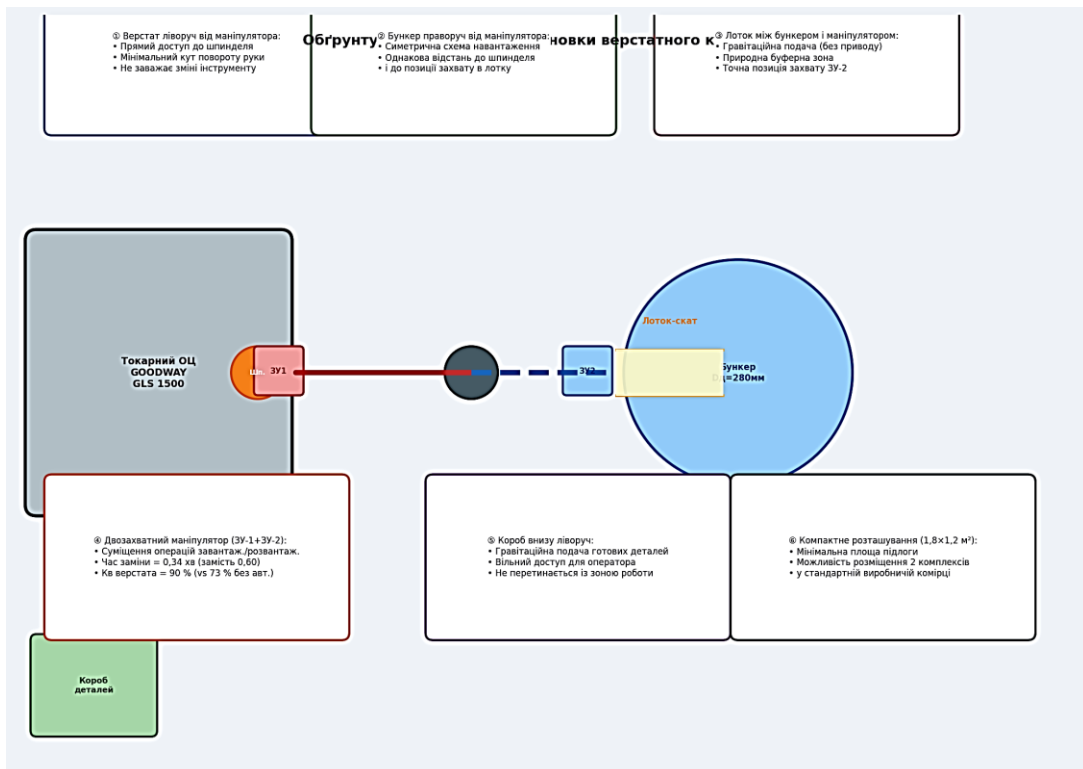 Обґрунту новки верстатного к
① Верстат ліворуч від маніпулятора:
• Прямий доступ до шпинделя
• Мінімальний кут повороту руки
• Не заважає зміні інструменту
② Бункер праворуч від маніпулятора:
• Симетрична схема навантаження
• Однакова відстань до шпинделя
• і до позиції захвату в лотку
③ Лоток між бункером і маніпулятором:
• Гравітаційна подача (без приводу)
• Природна буферна зона
• Точна позиція захвату ЗУ-2
Лоток-скат
Токарний ОЦ
GOODWAY
GLS 1500
ЗУ1
ЗУ2
Бункер
=280мм
④ Двозахватний маніпулятор (ЗУ-1+ЗУ-2):
• Суміщення операцій завантаж./розвантаж.
• Час заміни = 0,34 хв (замість 0,60)
• Кв верстата = 90 % (vs 73 % без авт.)
⑤ Короб внизу ліворуч:
• Гравітаційна подача готових деталей
• Вільний доступ для оператора
• Не перетинається із зоною роботи
⑥ Компактне розташування (1,8×1,2 м²):
• Мінімальна площа підлоги
• Можливість розміщення 2 комплексів
• у стандартній виробничій комірці
Короб
деталей